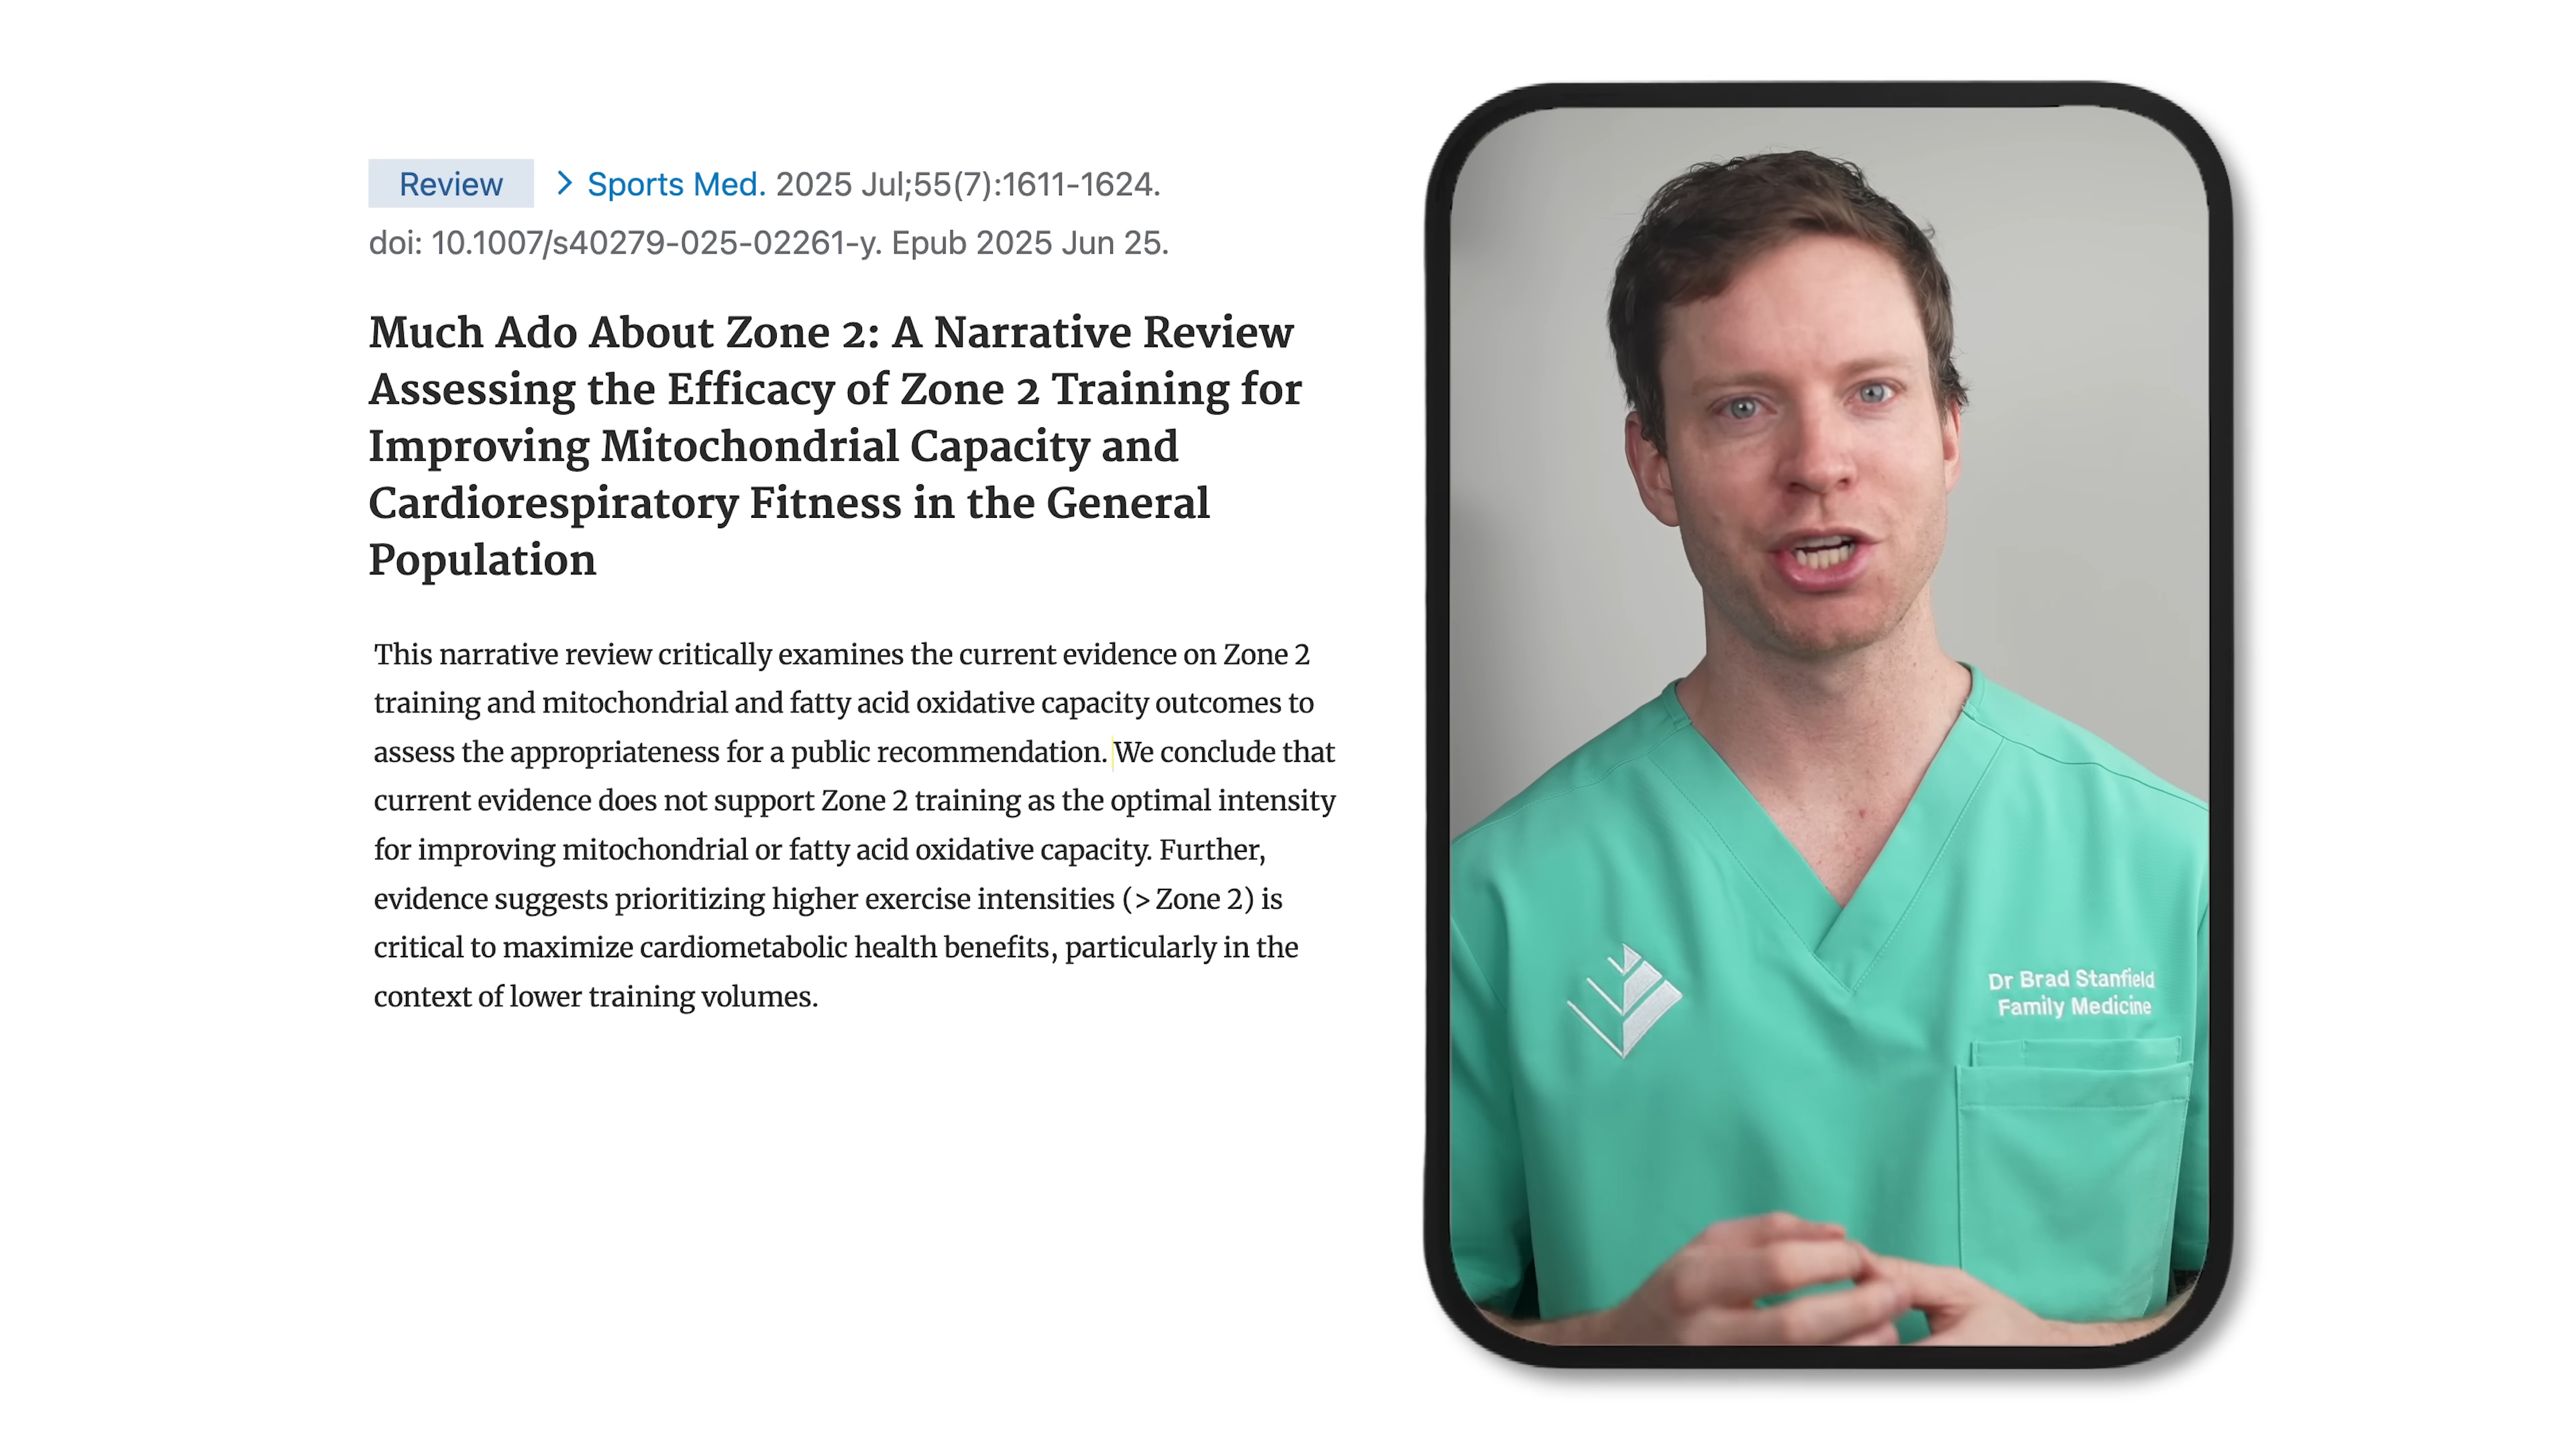 Review > Sports Med. 2025 Jul;55(7):1611-1624.
doi: 10.1007/s40279-025-02261-y. Epub 2025 Jun 25.
Much Ado About Zone 2: A Narrative Review
Assessing the Efficacy of Zone 2 Training for
Improving Mitochondrial Capacity and
Cardiorespiratory Fitness in the General
Population
This narrative review critically examines the current evidence on Zone 2
training and mitochondrial and fatty acid oxidative capacity outcomes to
assess the appropriateness for a public recommendation. We conclude that
current evidence does not support Zone 2 training as the optimal intensity
for improving mitochondrial or fatty acid oxidative capacity. Further,
evidence suggests prioritizing higher exercise intensities (> Zone 2) is
critical to maximize cardiometabolic health benefits, particularly in the
context of lower training volumes.
Dr Brad Stanfield
Family Medicine